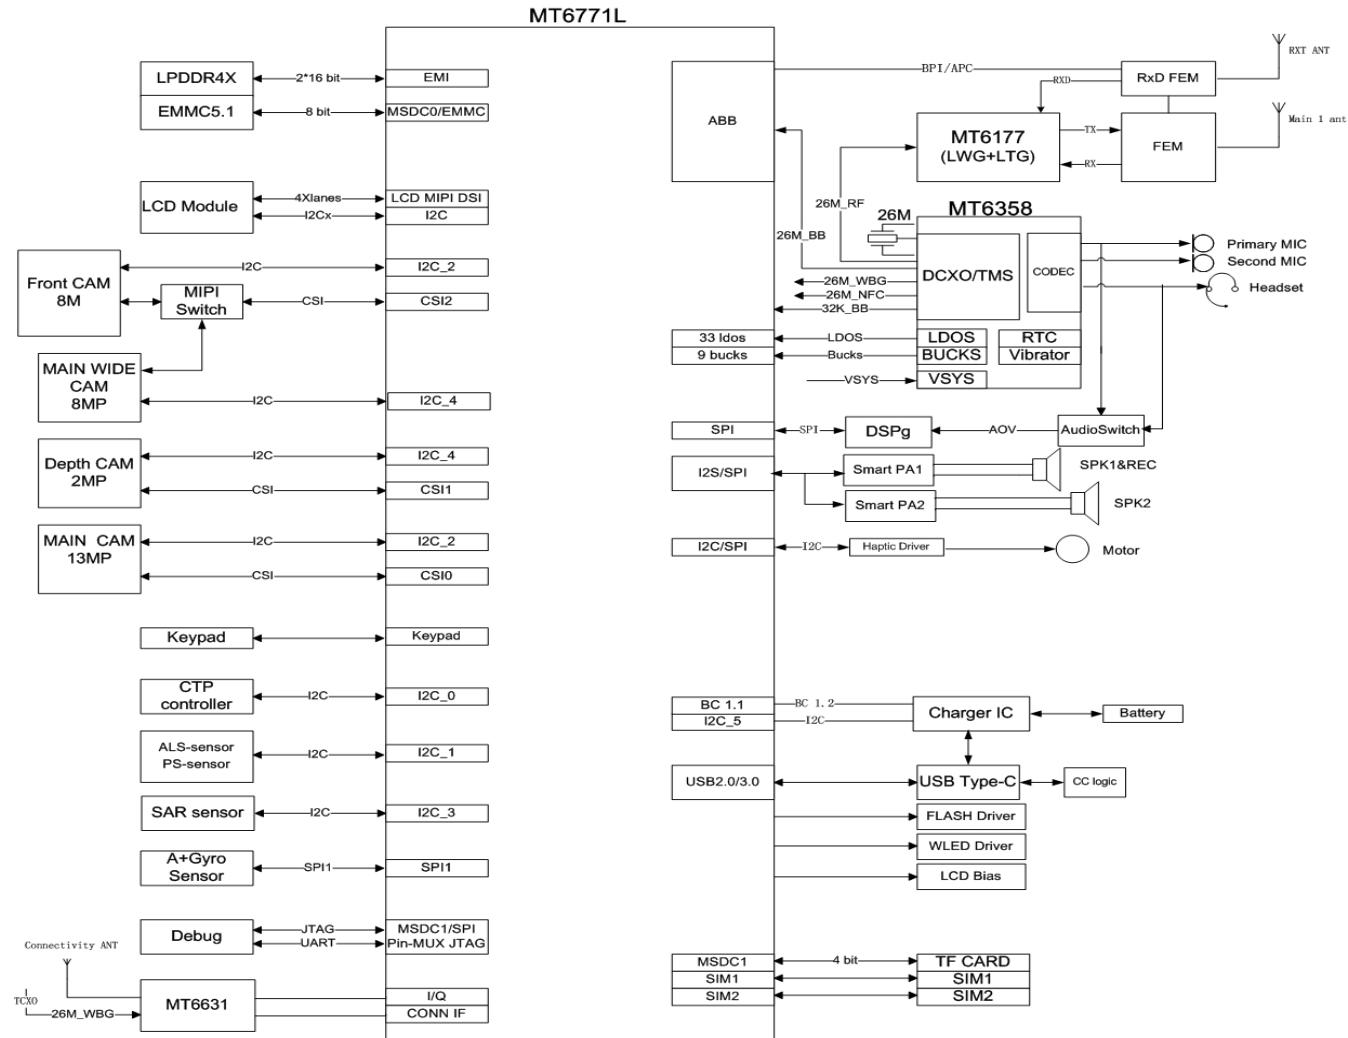 MT6771L
LPDDR4X
2*16 bit
EMI
EMMC5.1
8 bit
MSDC0/EMMC
LCD Module
4Xlanes
LCD MIPI DSI
I2Cx
I2C
Front CAM
8M
I2C
I2C_2
MIPI
Switch
CSI
CSI2
MAIN WIDE
CAM
8MP
I2C
I2C_4
Depth CAM
2MP
I2C
I2C_4
CSI
CSI1
MAIN CAM
13MP
I2C
I2C_2
CSI
CSI0
Keypad
Keypad
CTP
controller
I2C
I2C_0
ALS-sensor
PS-sensor
I2C
I2C_1
SAR sensor
I2C
I2C_3
A+Gyro
Sensor
SPI1
SPI1
Debug
JTAG
UART
MSDC1/SPI
Pin-MUX JTAG
Connectivity ANT
TCXO
26M_WBG
MT6631
I/Q
CONN IF
ABB
BPI/APC
RXD
RxD FEM
RXT ANT
MT6177
(LWG+LTG)
TX
RX
FEM
Main 1 ant
26M_RF
26M_BB
26M
MT6358
DCXO/TMS
CODEC
26M_WBG
26M_NFC
32K_BB
Primary MIC
Second MIC
Headset
33 ldos
LDOS
LDOS
RTC
9 bucks
Bucks
BUCKS
Vibrator
VSYS
VSYS
SPI
SPI
DSPg
AOV
AudioSwitch
I2S/SPI
Smart PA1
SPK1&REC
Smart PA2
SPK2
I2C/SPI
I2C
Haptic Driver
Motor
BC 1.1
BC 1.2
I2C_5
I2C
Charger IC
Battery
USB2.0/3.0
USB Type-C
CC logic
FLASH Driver
WLED Driver
LCD Bias
MSDC1
4 bit
TF CARD
SIM1
SIM1
SIM2
SIM2